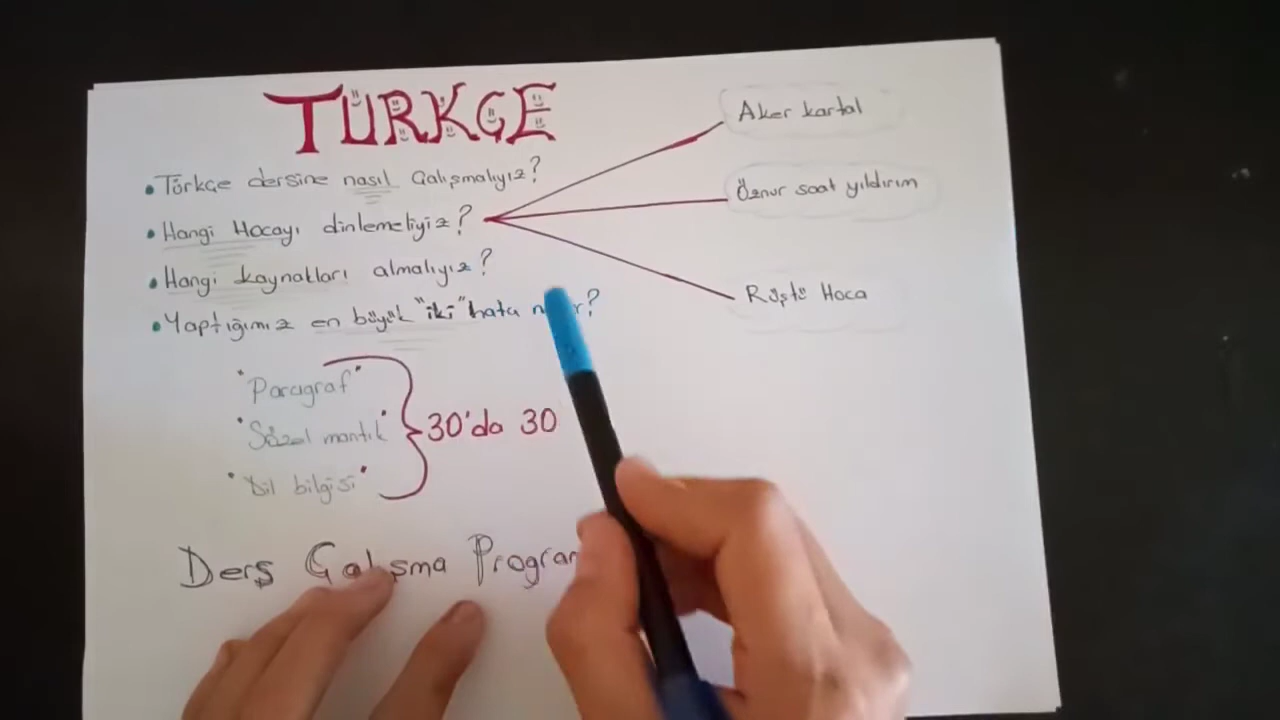 TÜRKÇE
• Türkçe dersine nasıl Çalışmalıyız?
• Hangi Hocayı dinlemeliyiz?
• Hangi kaynakları almalıyız?
• Yaptığımız en büyük "iki" hata
"Paragraf"
"Sözel mantık"
"Dil bilgisi"
30'da 30
Ders Çalışma
Aker kartal
Öznur saat yıldırım
Rüştü Hoca